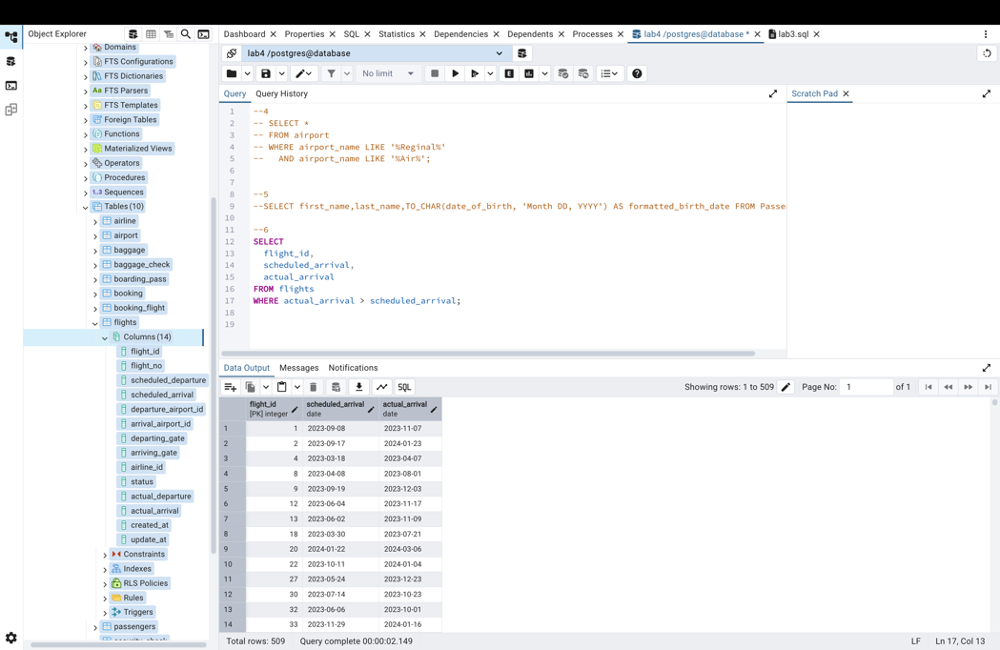 Object Explorer
Dashboard Properties SQL Statistics Dependencies Dependents Processes lab4 /postgres@database * lab3.sql
lab4 /postgres@database
No limit
Query Query History
Scratch Pad
Domains
FTS Configurations
FTS Dictionaries
Aa FTS Parsers
FTS Templates
Foreign Tables
Functions
Materialized Views
Operators
Procedures
1..3 Sequences
Tables (10)
airline
airport
baggage
baggage_check
boarding_pass
booking
booking_flight
flights
Columns (14)
flight_id
flight_no
scheduled_departure
scheduled_arrival
departure_airport_id
arrival_airport_id
departing_gate
arriving_gate
airline_id
status
actual_departure
actual_arrival
created_at
update_at
Constraints
Indexes
RLS Policies
Rules
Triggers
passengers
1 --4
2 -- SELECT *
3 -- FROM airport
4 -- WHERE airport_name LIKE '%Reginal%'
5 --   AND airport_name LIKE '%Air%';
6
7
8 --5
9 --SELECT first_name,last_name,TO_CHAR(date_of_birth, 'Month DD, YYYY') AS formatted_birth_date FROM Passe
10
11 --6
12 SELECT
13   flight_id,
14   scheduled_arrival,
15   actual_arrival
16 FROM flights
17 WHERE actual_arrival > scheduled_arrival;
18
19
Data Output Messages Notifications
SQL
Showing rows: 1 to 509 Page No: 1 of 1
flight_id scheduled_arrival actual_arrival
[PK] integer date date
1 1 2023-09-08 2023-11-07
2 2 2023-09-17 2024-01-23
3 4 2023-03-18 2023-04-07
4 8 2023-04-08 2023-08-01
5 9 2023-09-19 2023-12-03
6 12 2023-06-04 2023-11-17
7 13 2023-06-02 2023-11-09
8 18 2023-03-30 2023-07-21
9 20 2024-01-22 2024-03-06
10 22 2023-10-11 2024-01-04
11 27 2023-05-24 2023-12-23
12 30 2023-07-14 2023-10-23
13 32 2023-06-06 2023-10-01
14 33 2023-11-29 2024-01-16
Total rows: 509 Query complete 00:00:02.149 LF Ln 17, Col 13